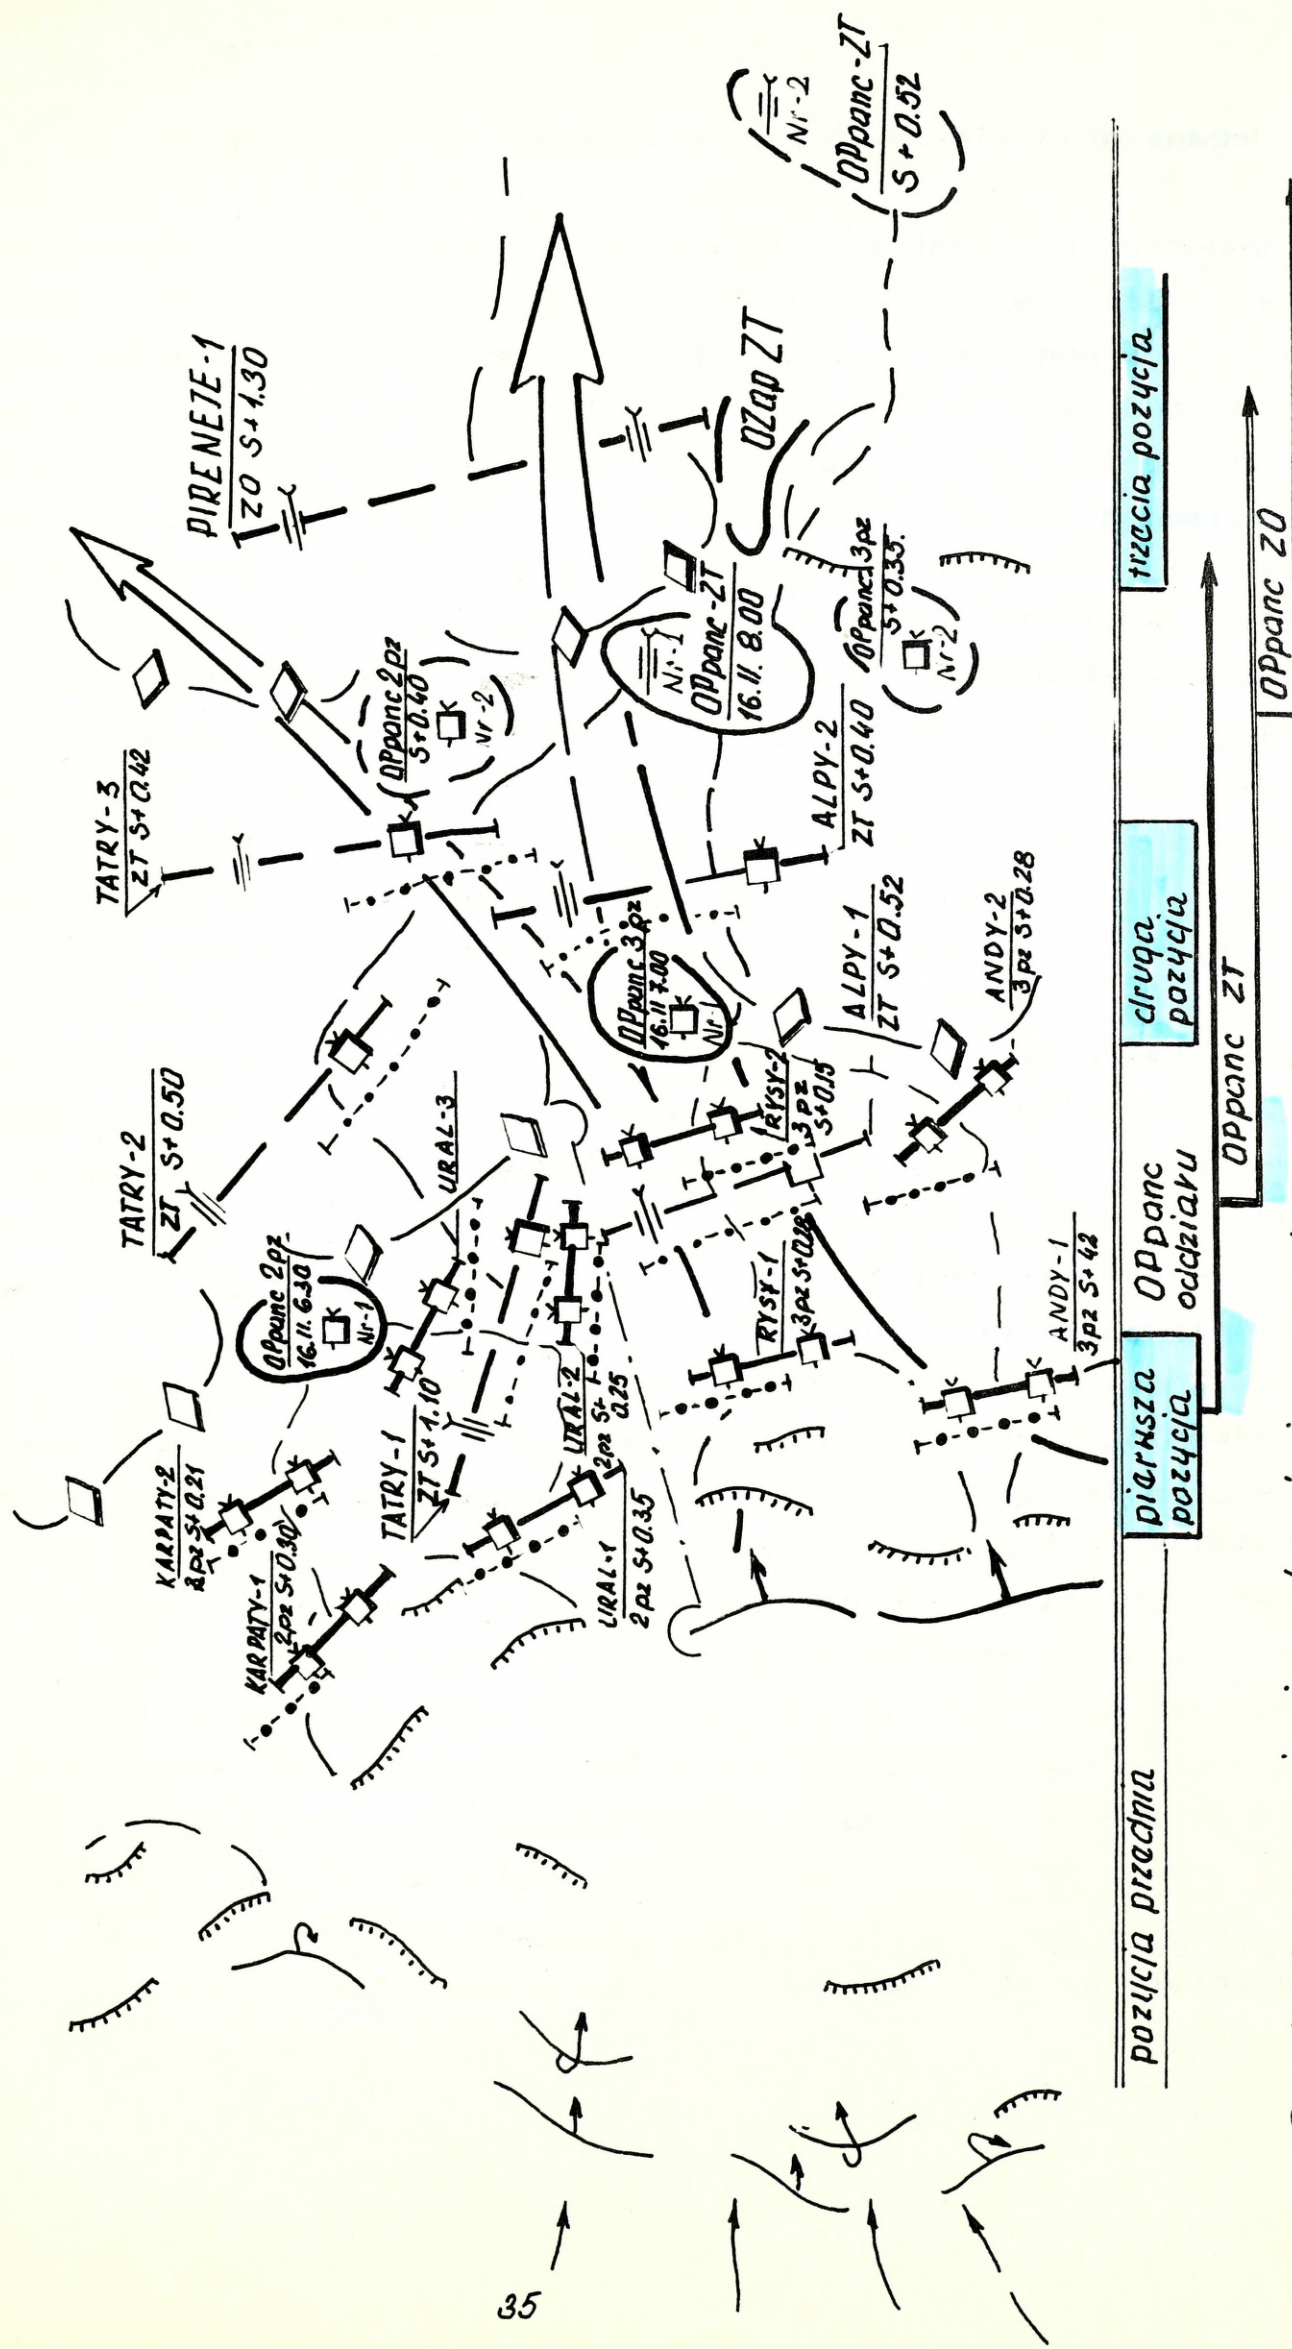 PIRENEJE-1
ZO S+1.30
TATRY-3
ZT S+0.42
OPpanc 2pz
S+0.40
Nr-2
Nr-2
OPpanc-ZT
S+0.52
OZap ZT
Nr-1
OPpanc-ZT
16.11. 8.00
OPpanc 3pz
S+0.35.
Nr-2
ALPY-2
ZT S+0.40
TATRY-2
ZT S+0.50
OPpanc 3pz
16.11 7.00
Nr-1
ALPY-1
ZT S+0.52
ANDY-2
3pz S+0.28
URAL-3
RYSY-2
3pz
S+0.15
OPpanc 2pz
16.11. 6.30
Nr-1
TATRY-1
ZT S+1.10
URAL-2
2pz S+
0.25
RYSY-1
3pz S+0.28
ANDY-1
3pz S+42
KARPATY-2
2pz S+0.21
KARPATY-1
2pz S+0.30
URAL-1
2pz S+0.35
pozycja przednia
pierwsza
pozycja
OPpanc
oddziału
druga
pozycja
trzecia pozycja
OPpanc ZT
OPpanc ZO
35